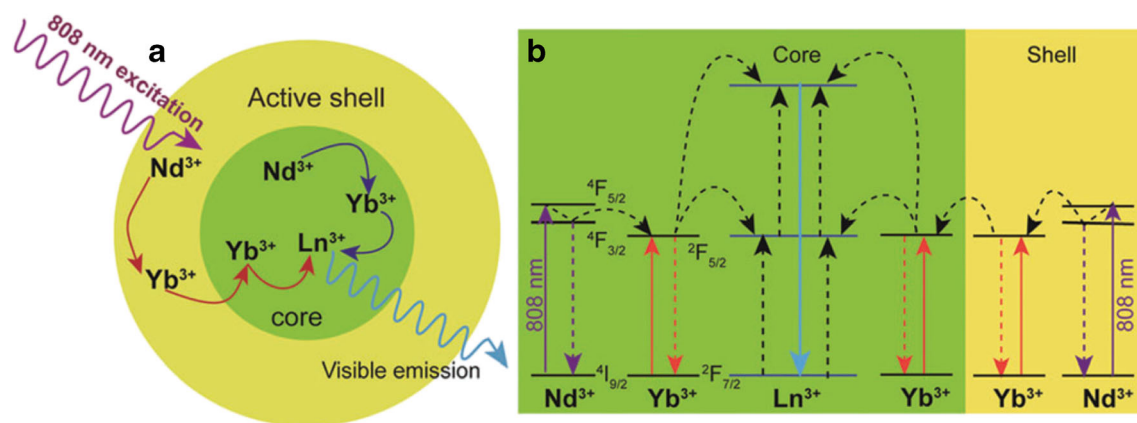 a
808 nm excitation
Active shell
Nd³⁺
Nd³⁺
Yb³⁺
Yb³⁺
Ln³⁺
Yb³⁺
core
Visible emission
b
Core
Shell
⁴F₅/₂
⁴F₃/₂
²F₅/₂
808 nm
808 nm
⁴I₉/₂
²F₇/₂
Nd³⁺
Yb³⁺
Ln³⁺
Yb³⁺
Yb³⁺
Nd³⁺